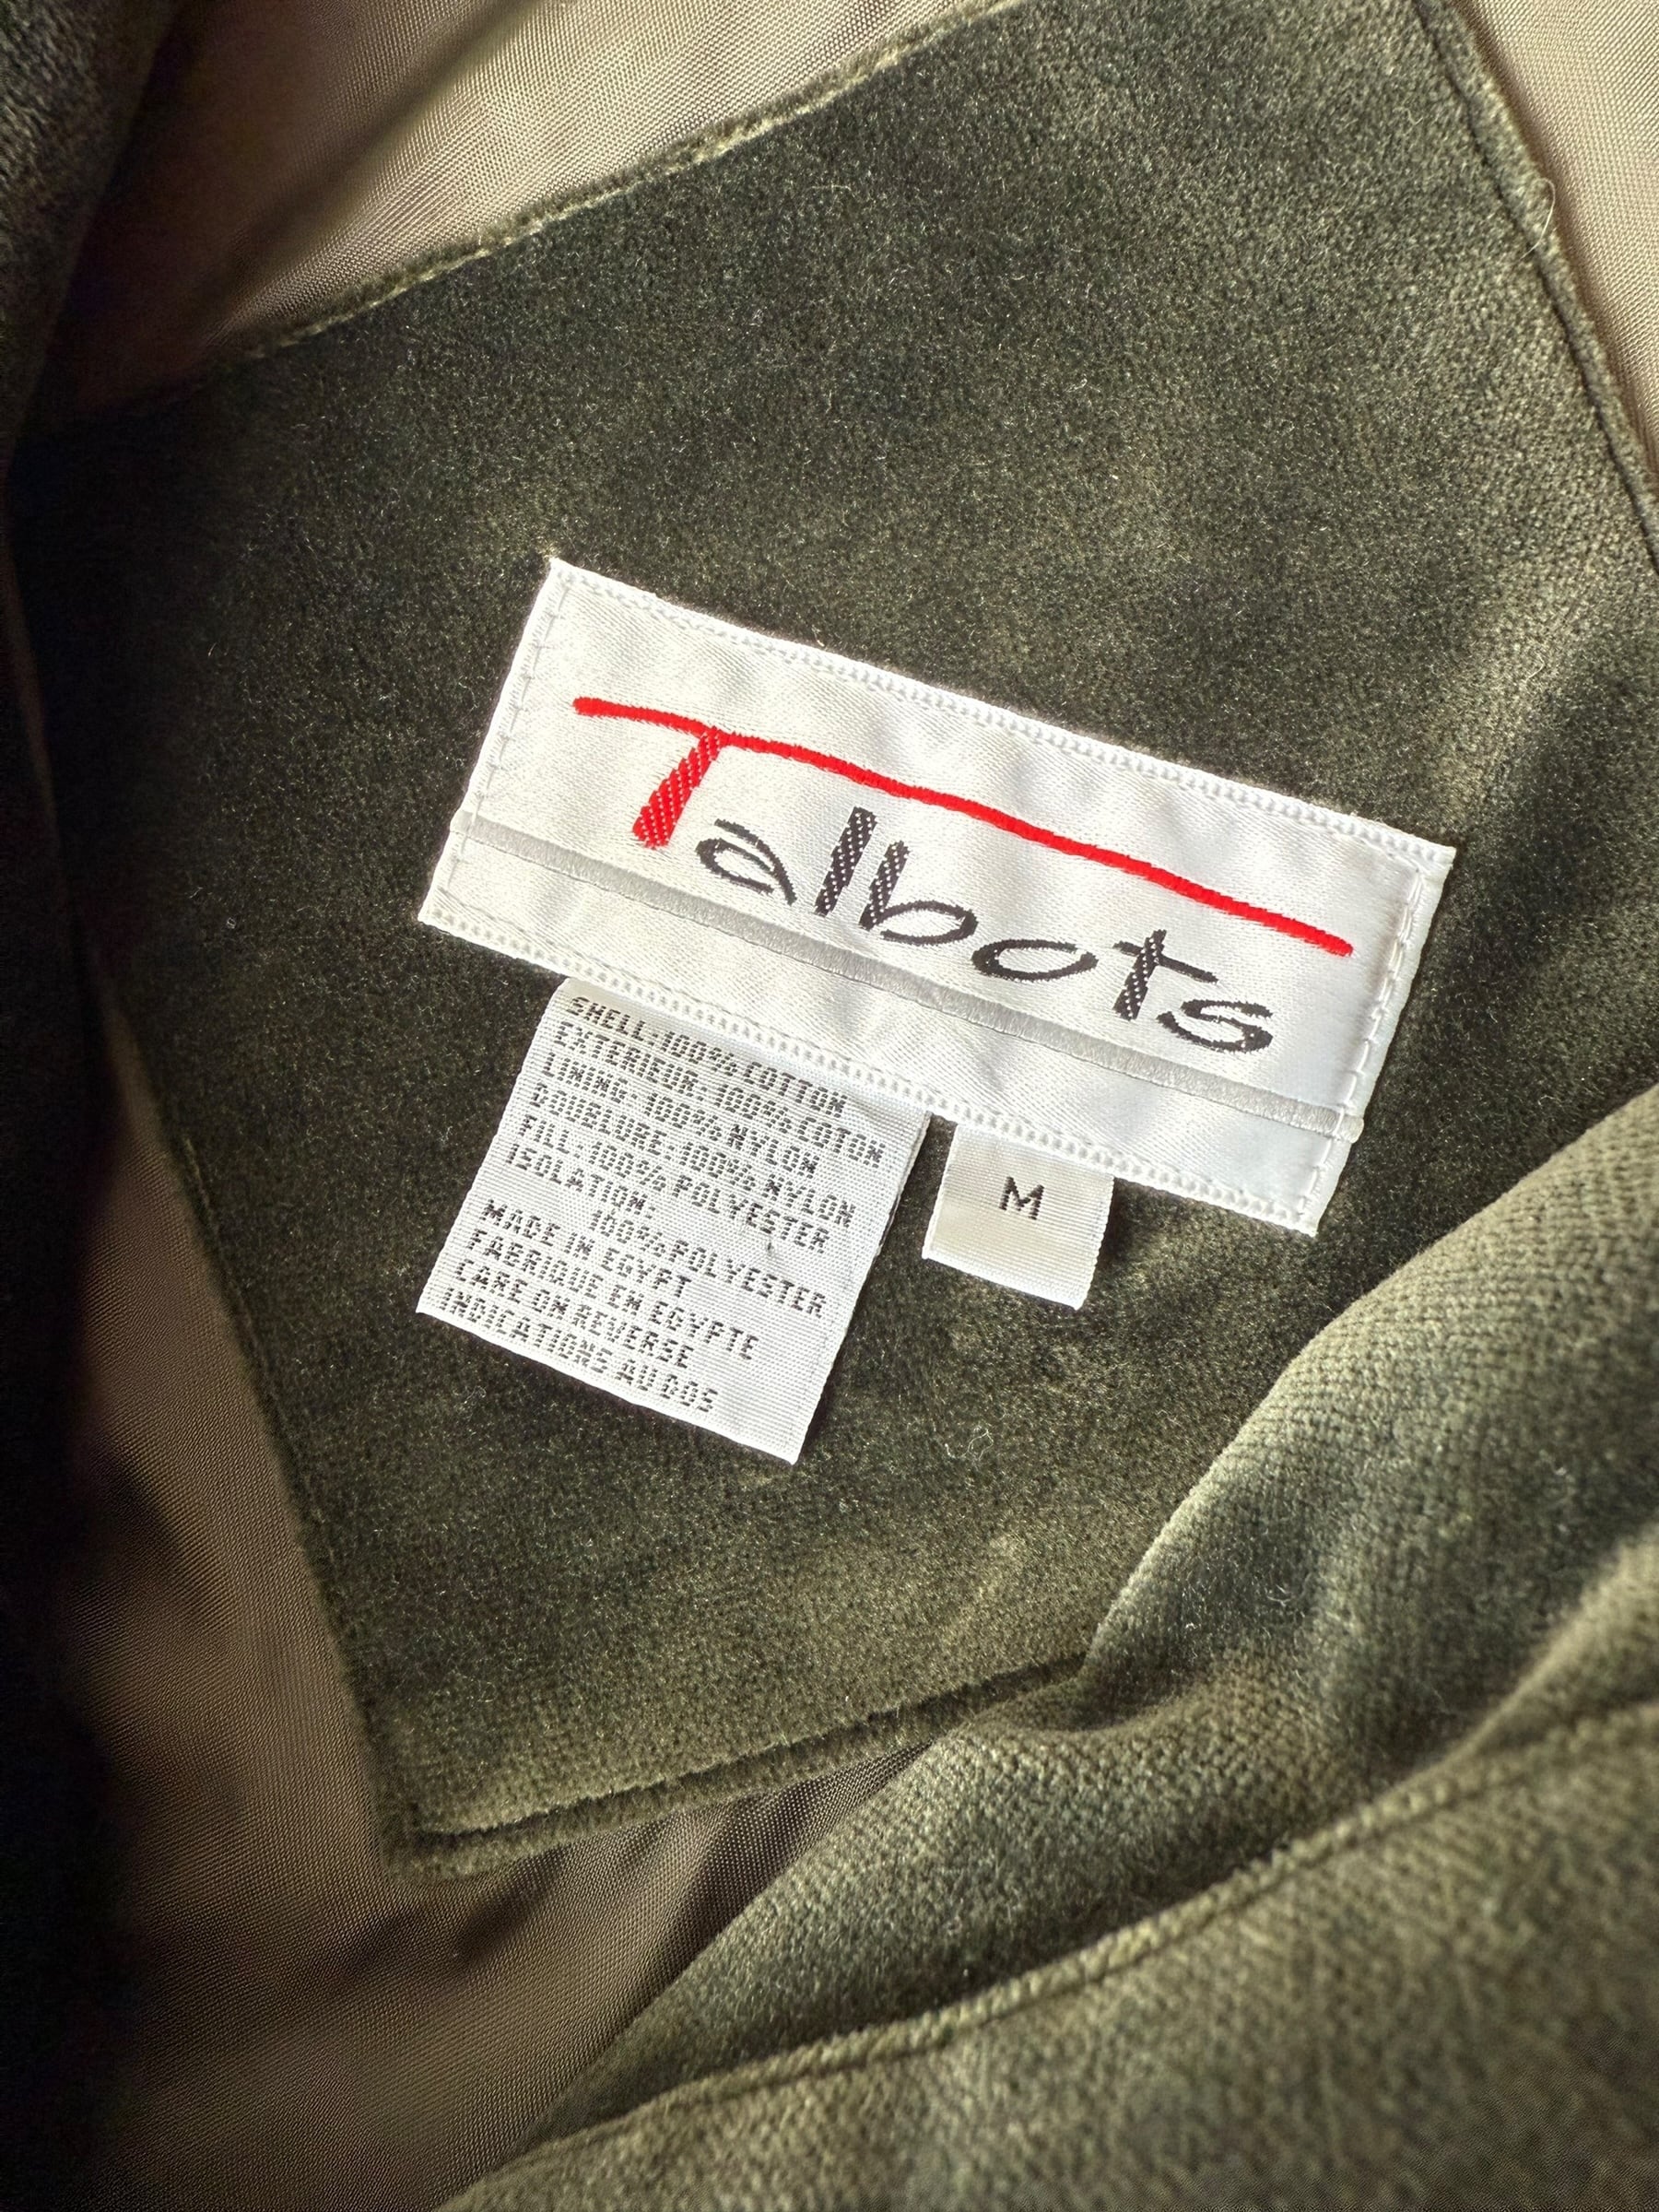 Talbots
SHELL: 100% COTTON
EXTERIEUR: 100% COTON
LINING: 100% NYLON
DOUBLURE: 100% NYLON
FILL: 100% POLYESTER
ISOLATION:
100% POLYESTER
MADE IN EGYPT
FABRIQUE EN EGYPTE
CARE ON REVERSE
INDICATIONS AU DOS
M